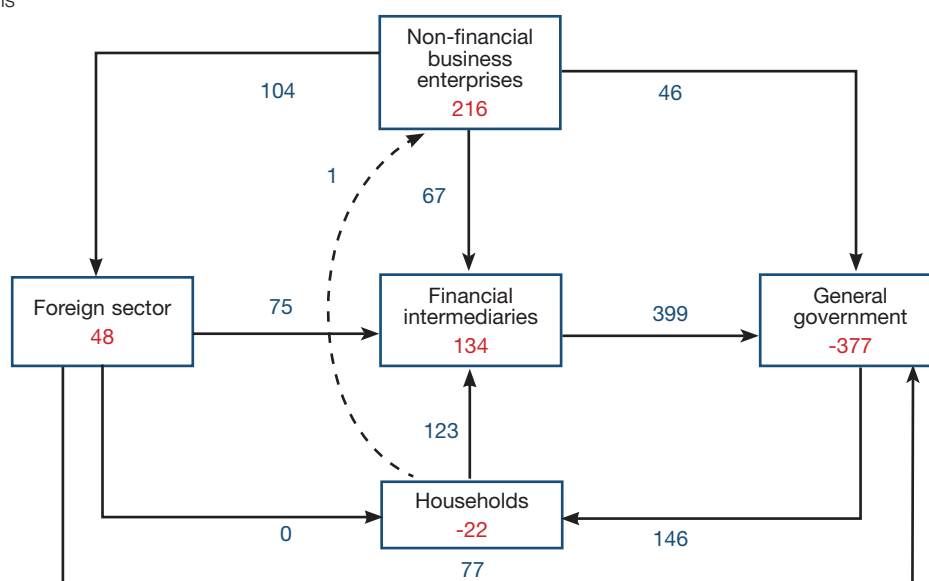 Non-financial
business
enterprises
216
104
46
1
67
Foreign sector
48
75
Financial
intermediaries
134
399
General
government
-377
123
Households
-22
0
146
77